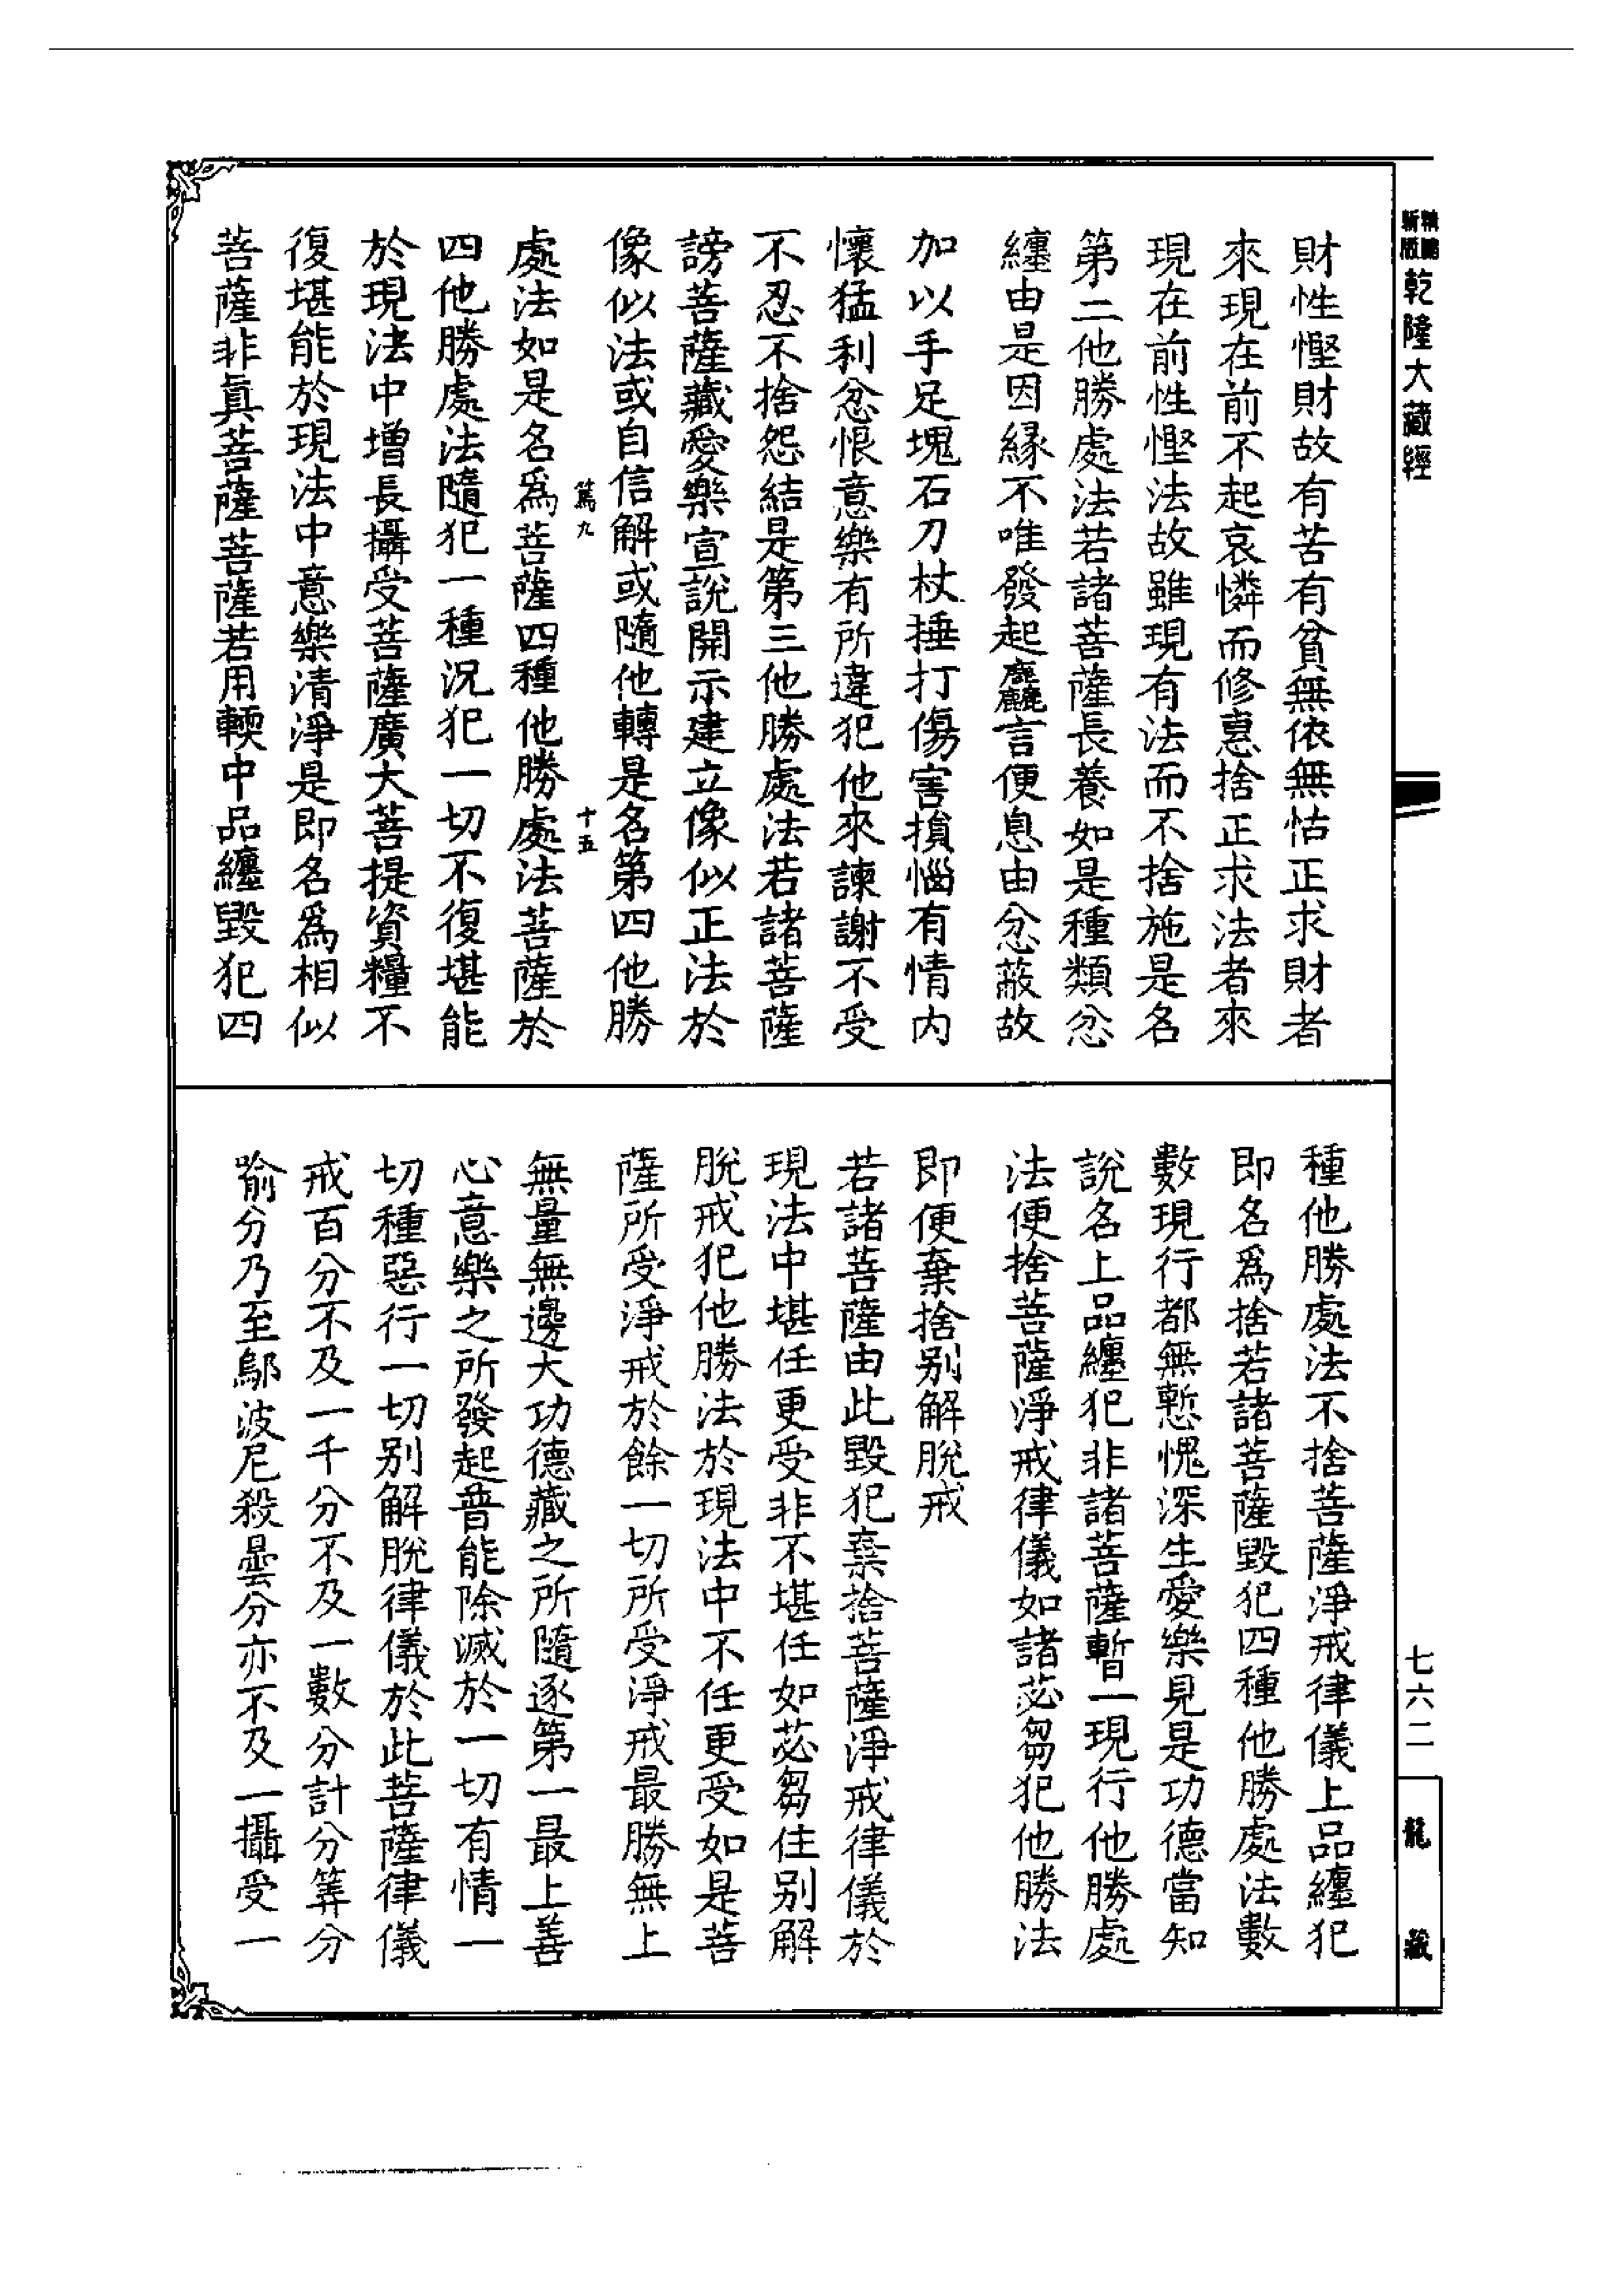 新版精編乾隆大藏經
財性慳財故有苦有貧無依無怙正求財者
來現在前不起哀憐而修惠捨正求法者來
現在前性慳法故雖現有法而不捨施是名
第二他勝處法若諸菩薩長養如是種類忿
纏由是因緣不唯發起麤言便息由忿蔽故
加以手足塊石刀杖捶打傷害損惱有情内
懷猛利忿恨意樂有所違犯他來諫謝不受
不忍不捨怨結是第三他勝處法若諸菩薩
謗菩薩藏愛樂宣說開示建立像似正法於
像似法或自信解或隨他轉是名第四他勝
篤九
十五
處法如是名爲菩薩四種他勝處法菩薩於
四他勝處法隨犯一種況犯一切不復堪能
於現法中增長攝受菩薩廣大菩提資糧不
復堪能於現法中意樂清淨是即名爲相似
菩薩非眞菩薩菩薩若用輭中品纏毀犯四
種他勝處法不捨菩薩淨戒律儀上品纏犯
即名爲捨若諸菩薩毀犯四種他勝處法數
數現行都無慙愧深生愛樂見是功德當知
說名上品纏犯非諸菩薩暫一現行他勝處
法便捨菩薩淨戒律儀如諸苾芻犯他勝法
即便棄捨别解脫戒
若諸菩薩由此毀犯棄捨菩薩淨戒律儀於
現法中堪任更受非不堪任如苾芻住别解
脫戒犯他勝法於現法中不任更受如是菩
薩所受淨戒於餘一切所受淨戒最勝無上
無量無邊大功德藏之所隨逐第一最上善
心意樂之所發起普能除滅於一切有情一
切種惡行一切别解脫律儀於此菩薩律儀
戒百分不及一千分不及一數分計分筭分
喻分乃至鄔波尼殺曇分亦不及一攝受一
七六二
龍藏